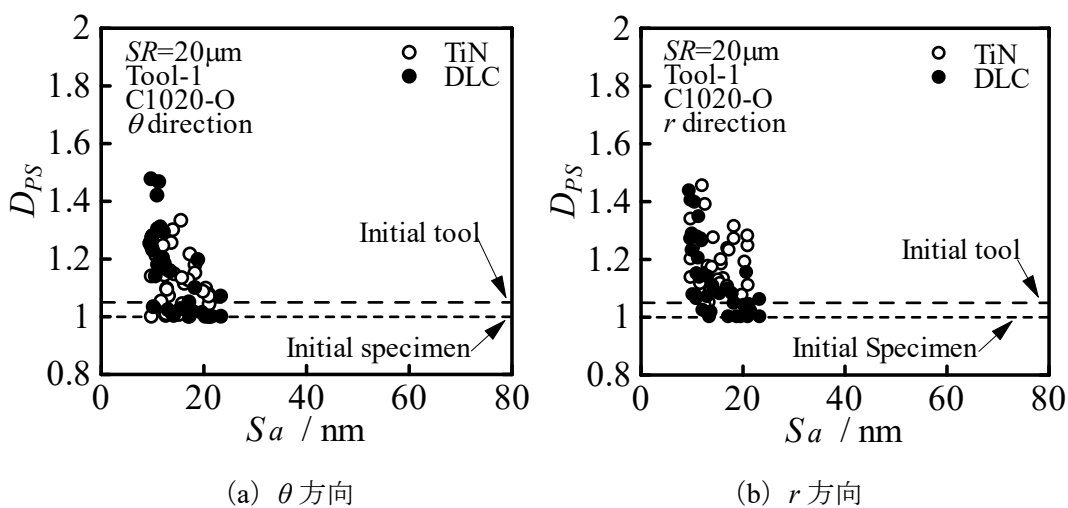 2
1.8
1.6
1.4
1.2
1
0.8
D_PS
SR=20μm
Tool-1
C1020-O
θ direction
TiN
DLC
Initial tool
Initial specimen
0 20 40 60 80
Sa / nm
(a) θ 方向
2
1.8
1.6
1.4
1.2
1
0.8
D_PS
SR=20μm
Tool-1
C1020-O
r direction
TiN
DLC
Initial tool
Initial Specimen
0 20 40 60 80
Sa / nm
(b) r 方向